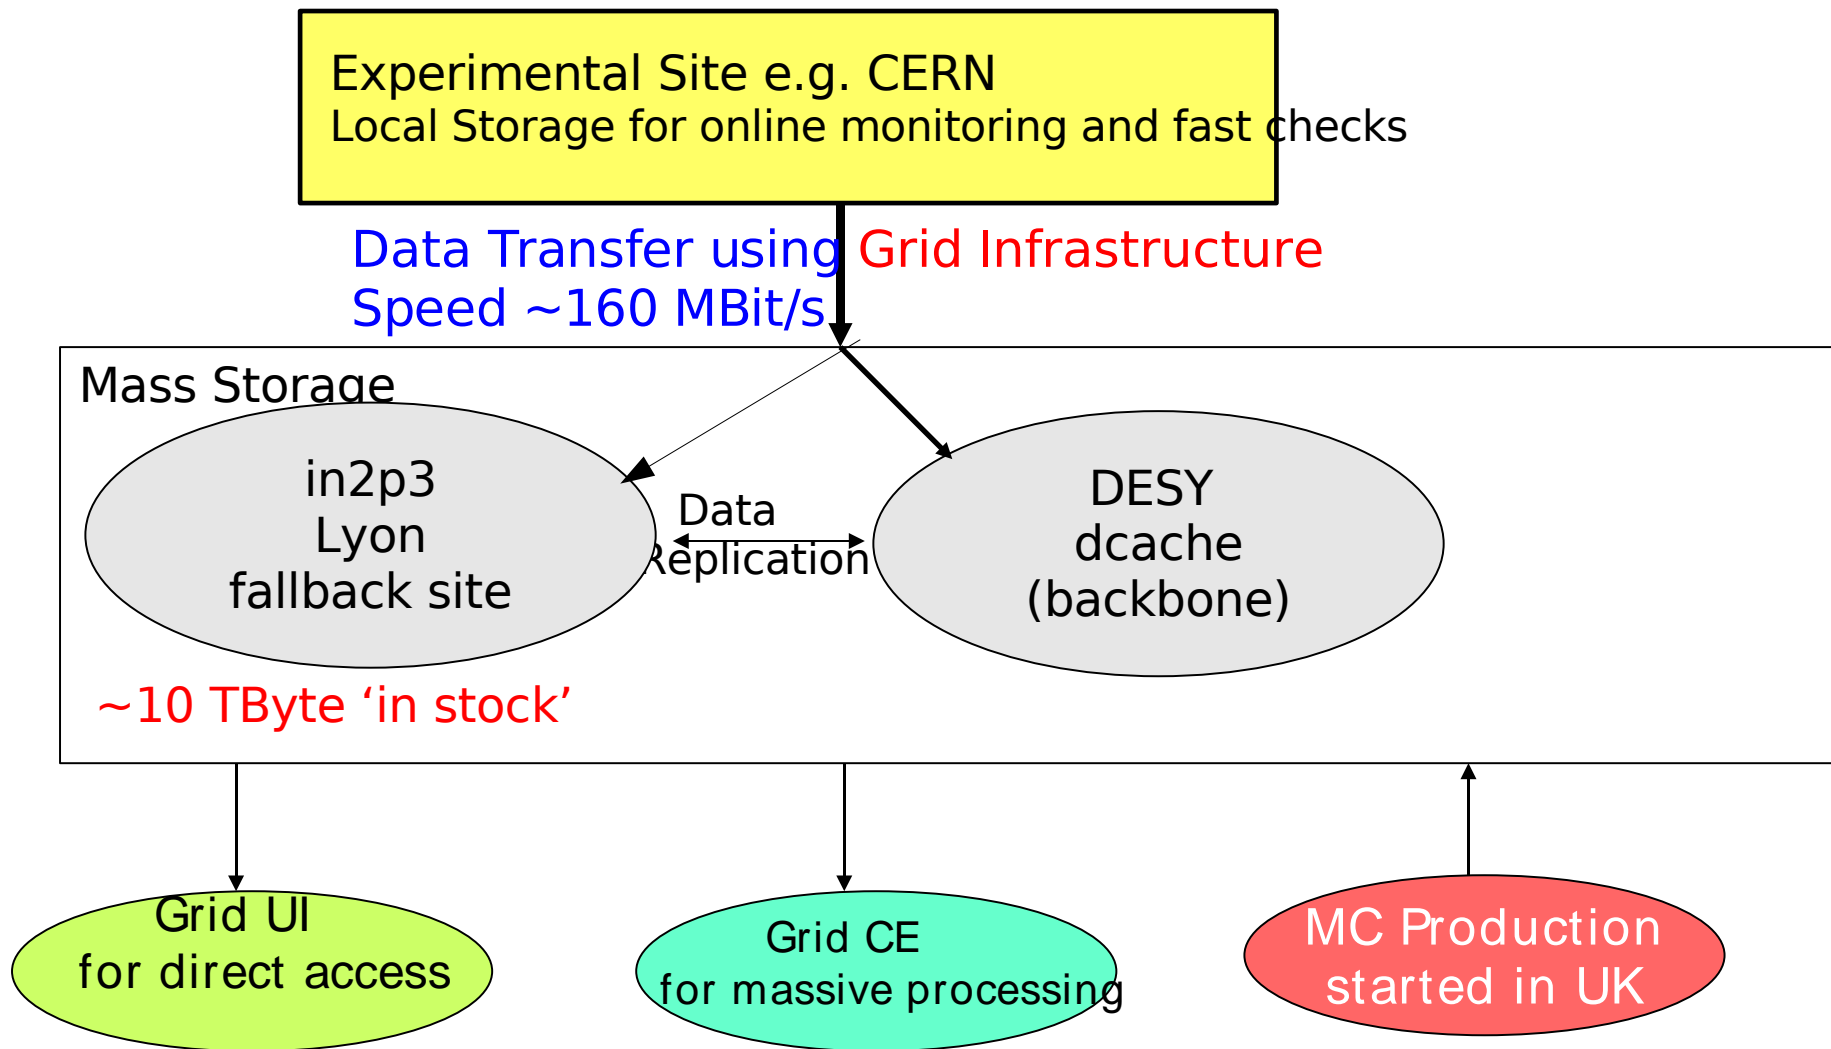 Experimental Site e.g. CERN
Local Storage for online monitoring and fast checks
Data Transfer using Grid Infrastructure
Speed ~160 MBit/s
Mass Storage
in2p3
Lyon
fallback site
Data
Replication
DESY
dcache
(backbone)
~10 TByte ‘in stock’
Grid UI
for direct access
Grid CE
for massive processing
MC Production
started in UK